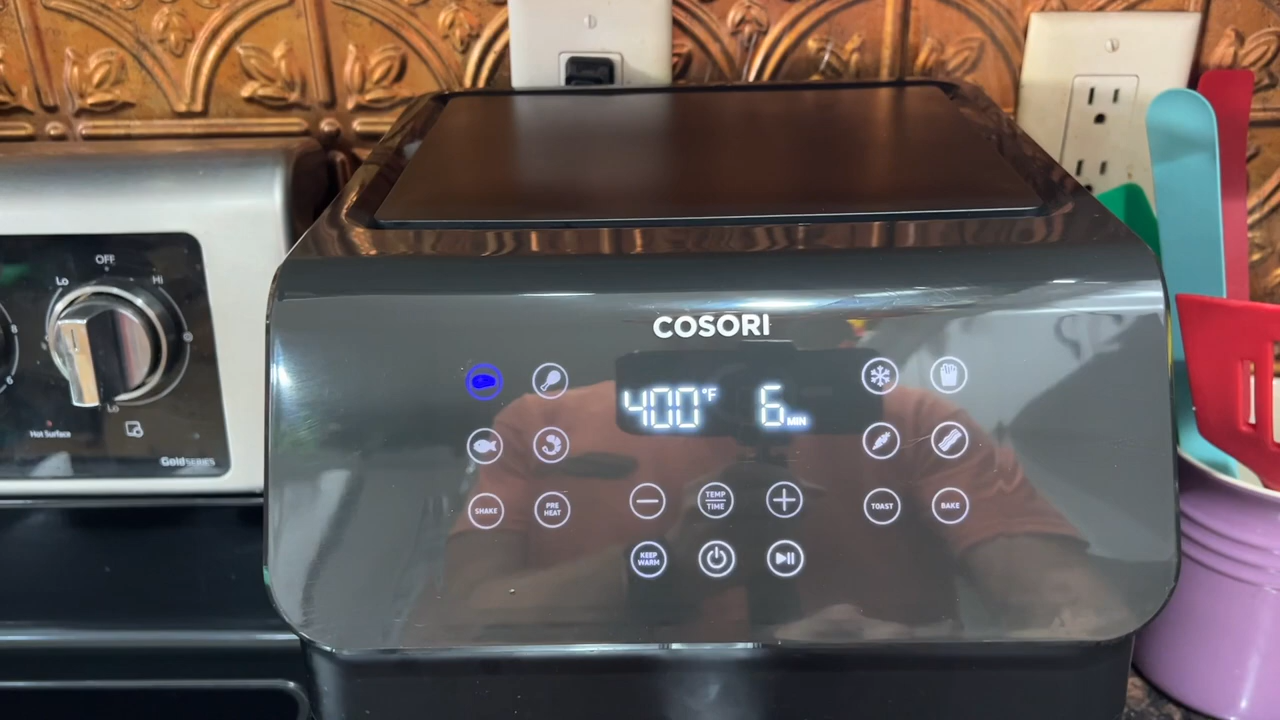 OFF
Lo
Hi
Lo
Hot Surface
Gold SERIES
COSORI
400°F 6 MIN
SHAKE
PRE
HEAT
TEMP
TIME
TOAST
BAKE
KEEP
WARM